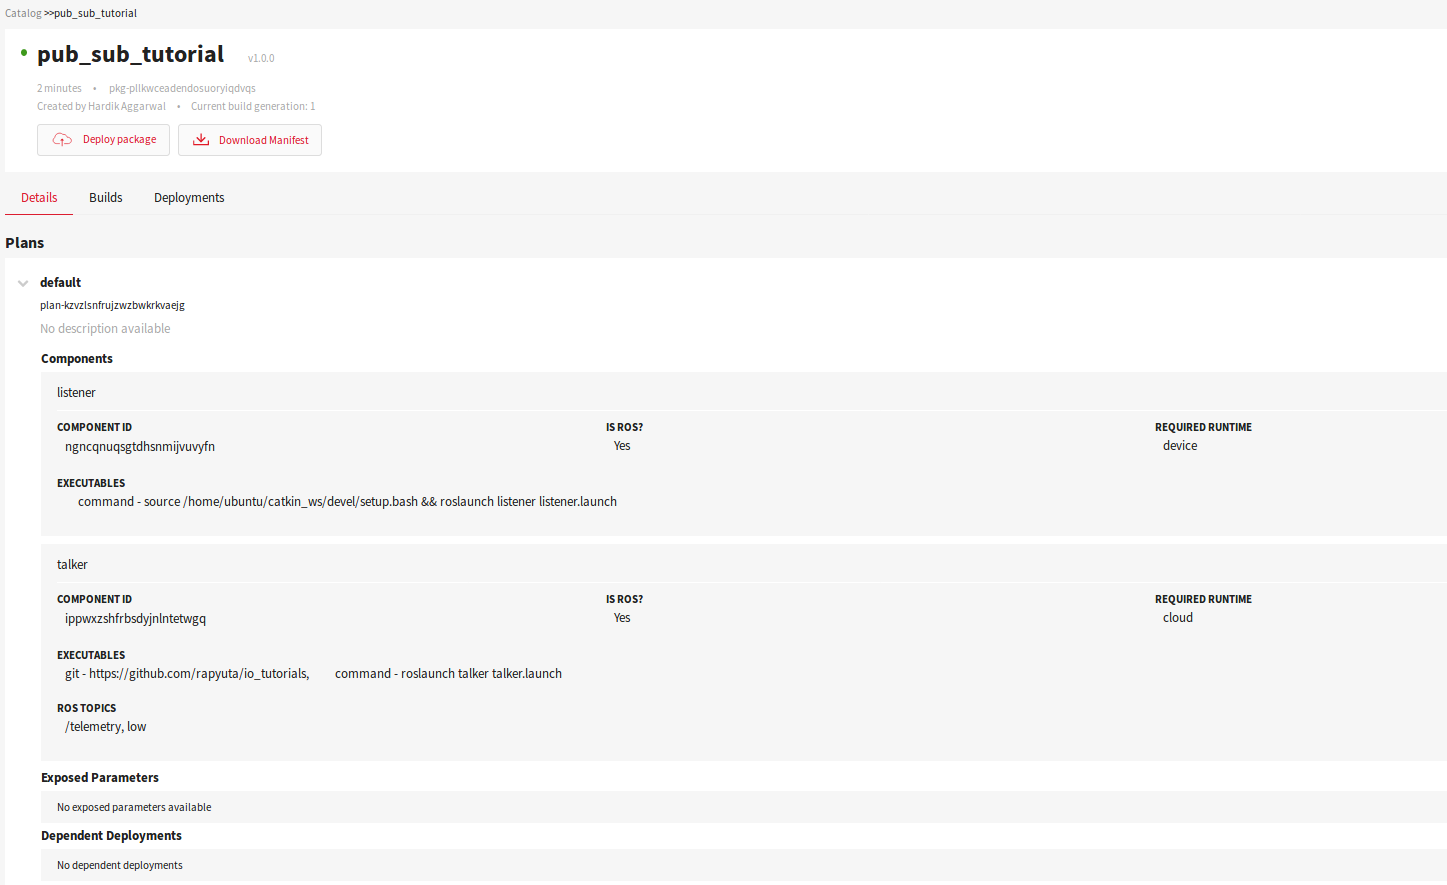 Catalog >>pub_sub_tutorial
pub_sub_tutorial v1.0.0
2 minutes • pkg-pllkwceadendosuoryiqdvqs
Created by Hardik Aggarwal • Current build generation: 1
Deploy package Download Manifest
Details Builds Deployments
Plans
default
plan-kzvzlsnfrujzwzbwkrkvaejg
No description available
Components
listener
COMPONENT ID IS ROS? REQUIRED RUNTIME
ngncqnuqsgtdhsnmijvuvyfn Yes device
EXECUTABLES
command - source /home/ubuntu/catkin_ws/devel/setup.bash && roslaunch listener listener.launch
talker
COMPONENT ID IS ROS? REQUIRED RUNTIME
ippwxzshfrbsdyjnlntetwgq Yes cloud
EXECUTABLES
git - https://github.com/rapyuta/io_tutorials, command - roslaunch talker talker.launch
ROS TOPICS
/telemetry, low
Exposed Parameters
No exposed parameters available
Dependent Deployments
No dependent deployments